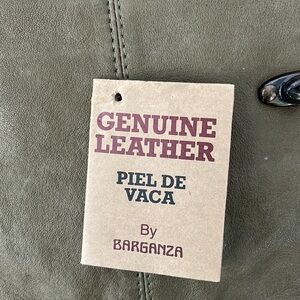 GENUINE
LEATHER
PIEL DE
VACA
By
BARGANZA